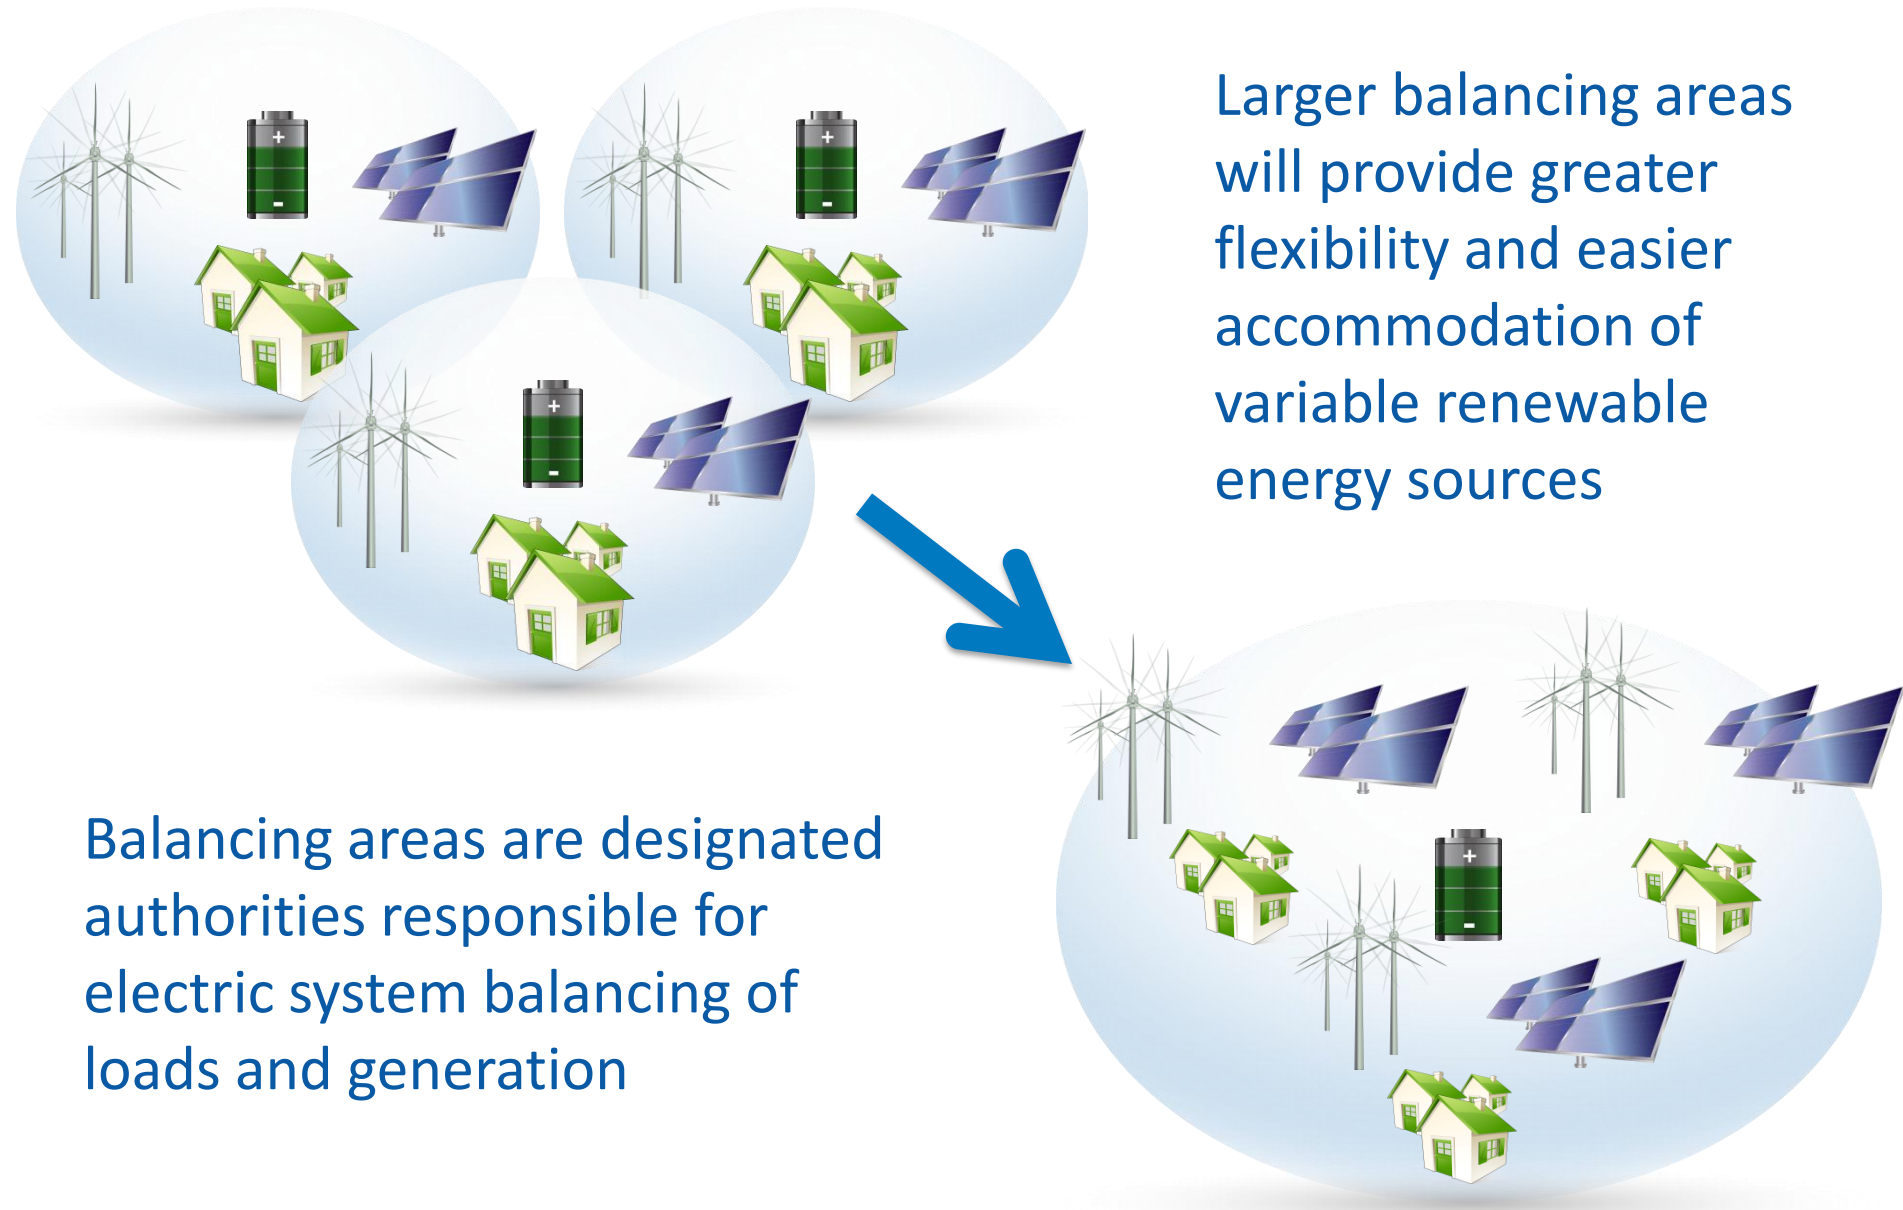 Larger balancing areas
will provide greater
flexibility and easier
accommodation of
variable renewable
energy sources
Balancing areas are designated
authorities responsible for
electric system balancing of
loads and generation